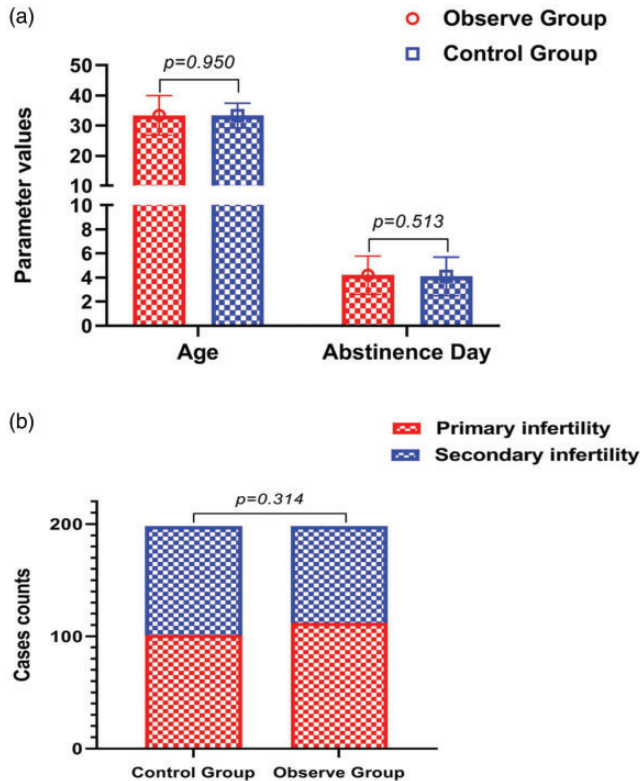 (a)
Observe Group
Control Group
Parameter values
50
40
30
20
10
10
8
6
4
2
0
p=0.950
p=0.513
Age
Abstinence Day
(b)
Primary infertility
Secondary infertility
Cases counts
200
100
0
p=0.314
Control Group
Observe Group